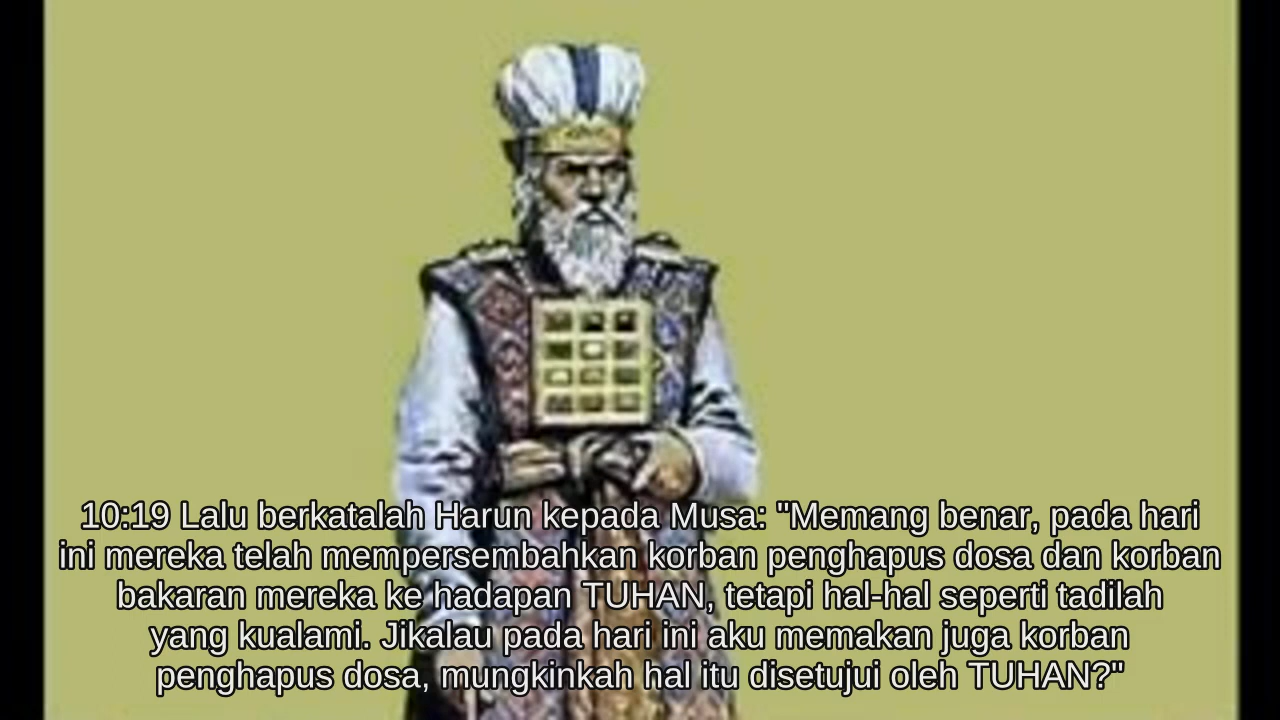 10:19 Lalu berkatalah Harun kepada Musa: "Memang benar, pada hari
ini mereka telah mempersembahkan korban penghapus dosa dan korban
bakaran mereka ke hadapan TUHAN, tetapi hal-hal seperti tadilah
yang kualami. Jikalau pada hari ini aku memakan juga korban
penghapus dosa, mungkinkah hal itu disetujui oleh TUHAN?"